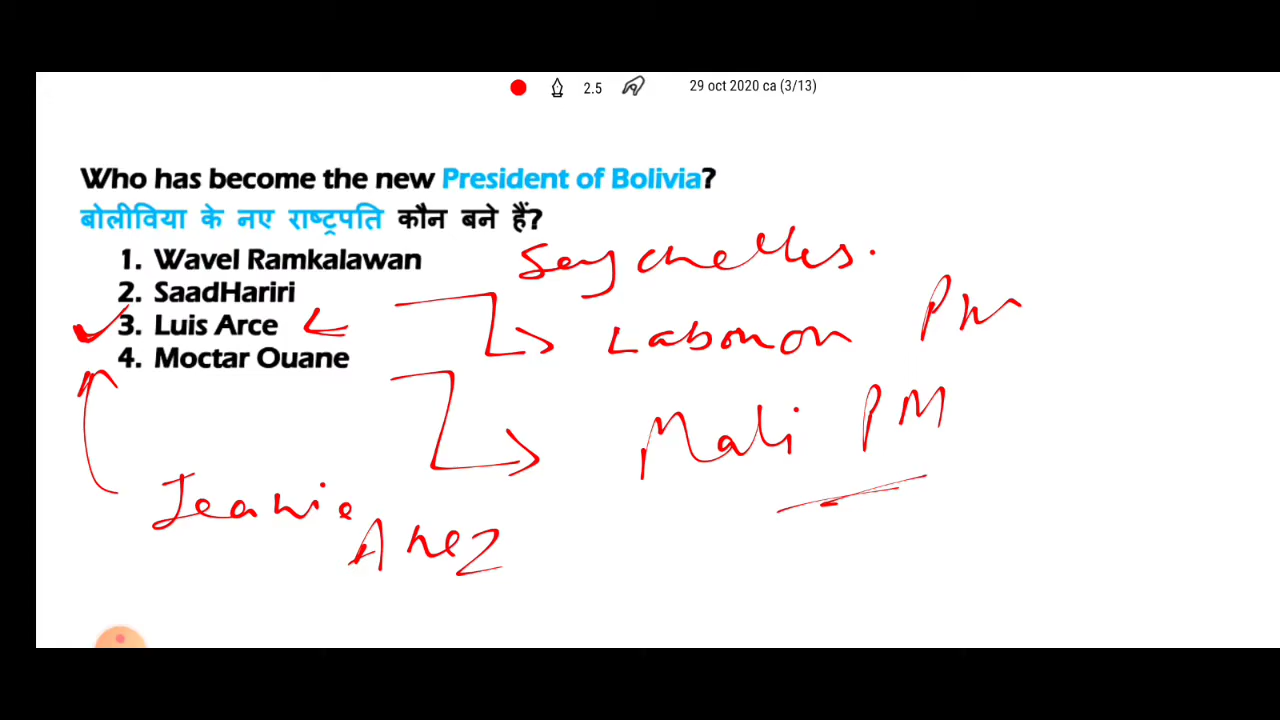 2.5 29 oct 2020 ca (3/13)
Who has become the new President of Bolivia?
बोलीविया के नए राष्ट्रपति कौन बने हैं?
1. Wavel Ramkalawan Seychelles.
2. SaadHariri
3. Luis Arce Labonon PM
4. Moctar Ouane
Mali PM
Jeanie
Anez